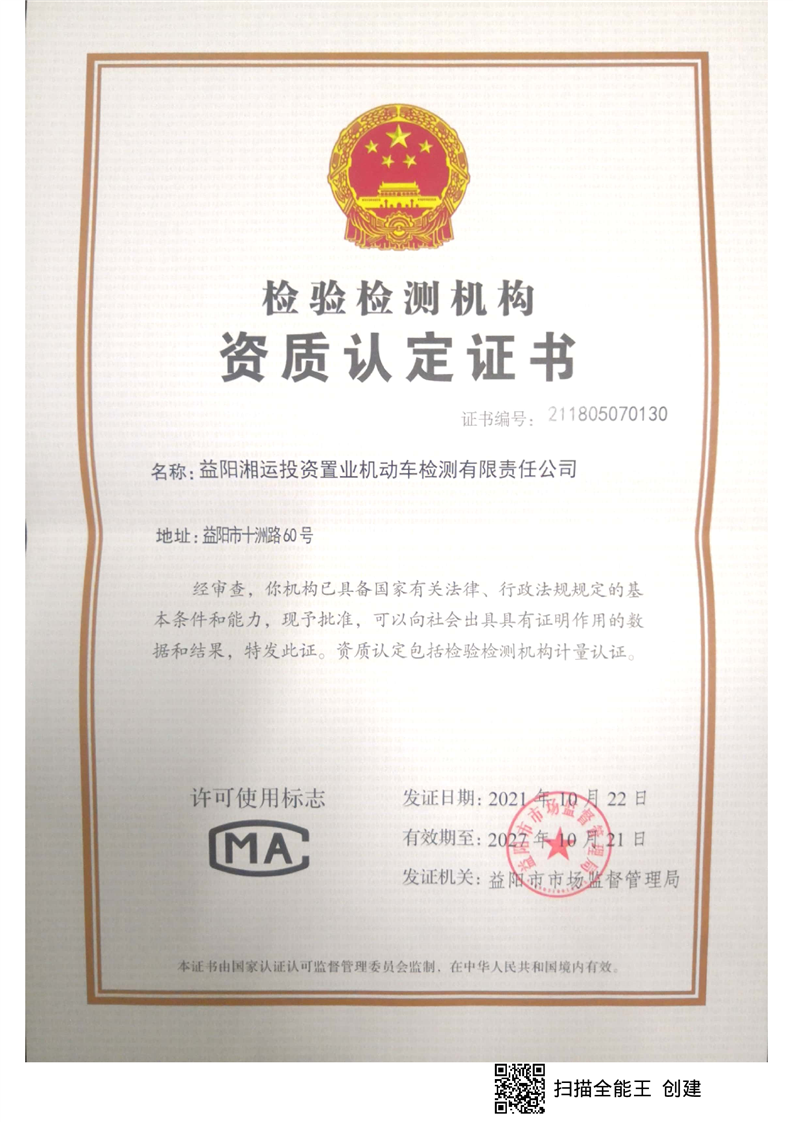 检验检测机构
资质认定证书
证书编号：211805070130
名称：益阳湘运投资置业机动车检测有限责任公司
地址：益阳市十洲路60号
经审查，你机构已具备国家有关法律、行政法规规定的基
本条件和能力，现予批准，可以向社会出具具有证明作用的数
据和结果，特发此证。资质认定包括检验检测机构计量认证。
许可使用标志
MA
发证日期：2021年10月22日
有效期至：2027年10月21日
发证机关：益阳市市场监督管理局
益阳市市场监督管理局
本证书由国家认证认可监督管理委员会监制，在中华人民共和国境内有效。
扫描全能王 创建